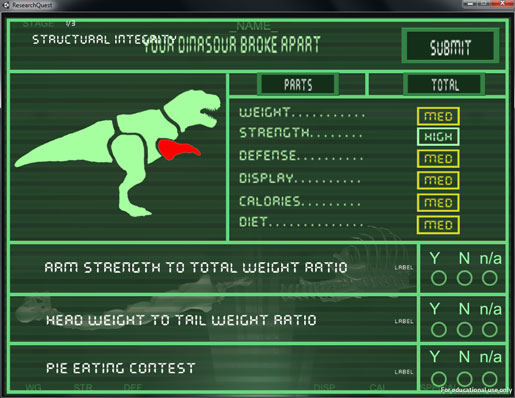 ResearchQuest
STAGE 1/3
_NAME_
STRUCTURAL INTEGRITY
YOUR DINASOUR BROKE APART
SUBMIT
PARTS TOTAL
WEIGHT........... MED
STRENGTH........ HIGH
DEFENSE.......... MED
DISPLAY.......... MED
CALORIES......... MED
DIET.............. MED
Y N n/a
ARM STRENGTH TO TOTAL WEIGHT RATIO LABEL
Y N n/a
HEAD WEIGHT TO TAIL WEIGHT RATIO LABEL
Y N n/a
PIE EATING CONTEST LABEL
WG STR DEF DISP CAL
For educational use only